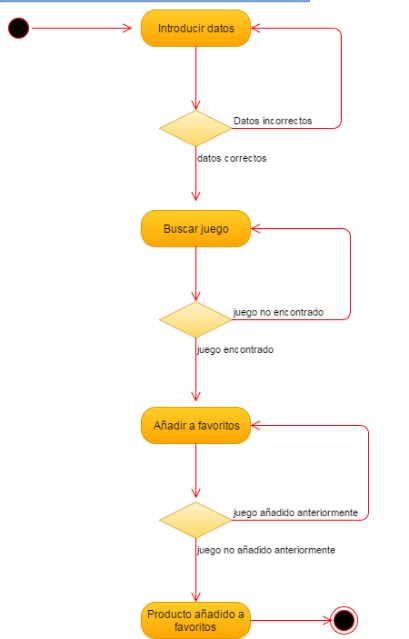 Introducir datos
Datos incorrectos
datos correctos
Buscar juego
juego no encontrado
juego encontrado
Añadir a favoritos
juego añadido anteriormente
juego no añadido anteriormente
Producto añadido a
favoritos